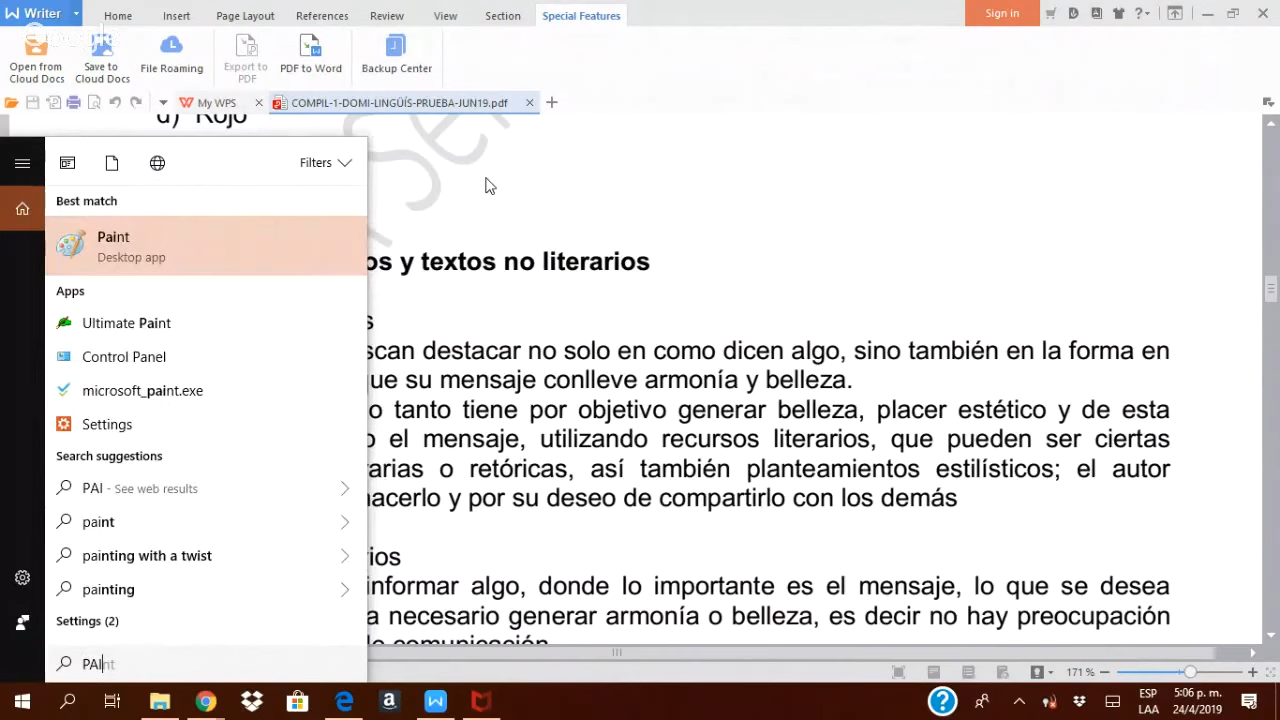 Writer
Home
Insert
Page Layout
References
Review
View
Section
Special Features
Sign in
Google
Open from
Cloud Docs
Save to
Cloud Docs
File Roaming
Export to
PDF
PDF to Word
Backup Center
My WPS
COMPIL-1-DOMI-LINGÜÍS-PRUEBA-JUN19.pdf
d) Rojo
Filters
Best match
Paint
Desktop app
Apps
Ultimate Paint
Control Panel
microsoft_paint.exe
Settings
Search suggestions
PAI - See web results
paint
painting with a twist
painting
Settings (2)
PAInt
os y textos no literarios
s
scan destacar no solo en como dicen algo, sino también en la forma en
que su mensaje conlleve armonía y belleza.
o tanto tiene por objetivo generar belleza, placer estético y de esta
o el mensaje, utilizando recursos literarios, que pueden ser ciertas
rarias o retóricas, así también planteamientos estilísticos; el autor
hacerlo y por su deseo de compartirlo con los demás
rios
informar algo, donde lo importante es el mensaje, lo que se desea
a necesario generar armonía o belleza, es decir no hay preocupación
lo comunicación
171 %
ESP
LAA
5:06 p. m.
24/4/2019